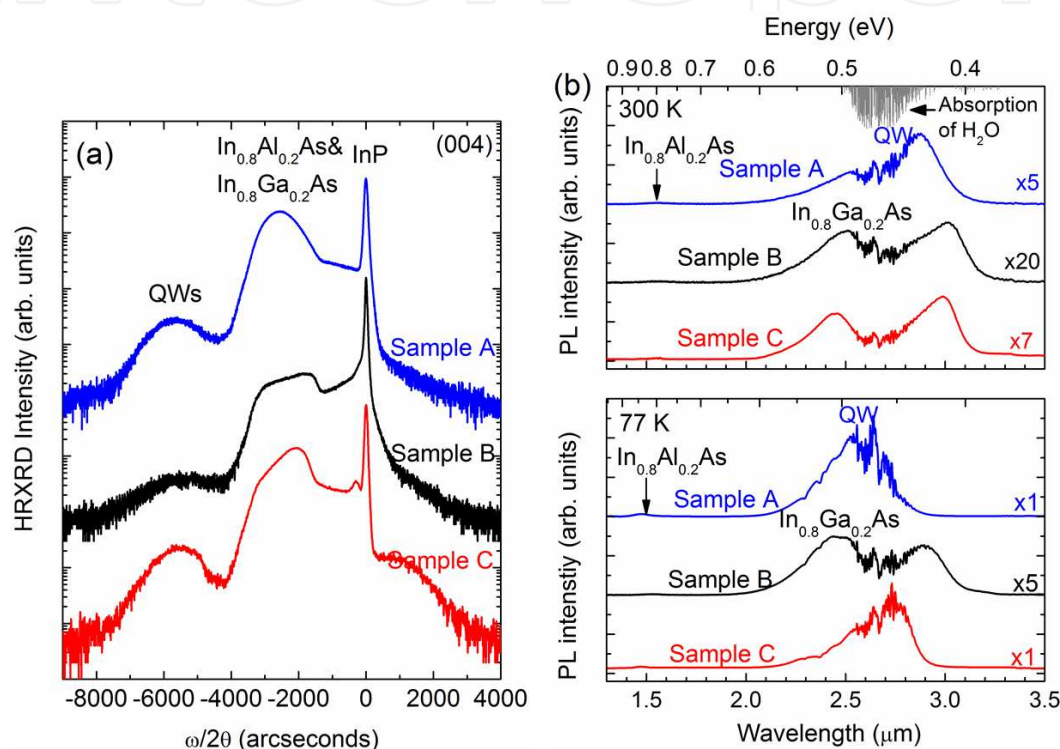 (a)
In0.8Al0.2As&
In0.8Ga0.2As
InP
(004)
QWs
Sample A
Sample B
Sample C
HRXRD Intensity (arb. units)
-8000 -6000 -4000 -2000 0 2000 4000
ω/2θ (arcseconds)
Energy (eV)
0.9 0.8 0.7 0.6 0.5 0.4
(b)
300 K
Absorption
of H2O
QW
In0.8Al0.2As
Sample A
x5
In0.8Ga0.2As
Sample B
x20
Sample C
x7
PL intensity (arb. units)
77 K
QW
In0.8Al0.2As
Sample A
x1
In0.8Ga0.2As
Sample B
x5
Sample C
x1
PL intenstiy (arb. units)
1.5 2.0 2.5 3.0 3.5
Wavelength (μm)